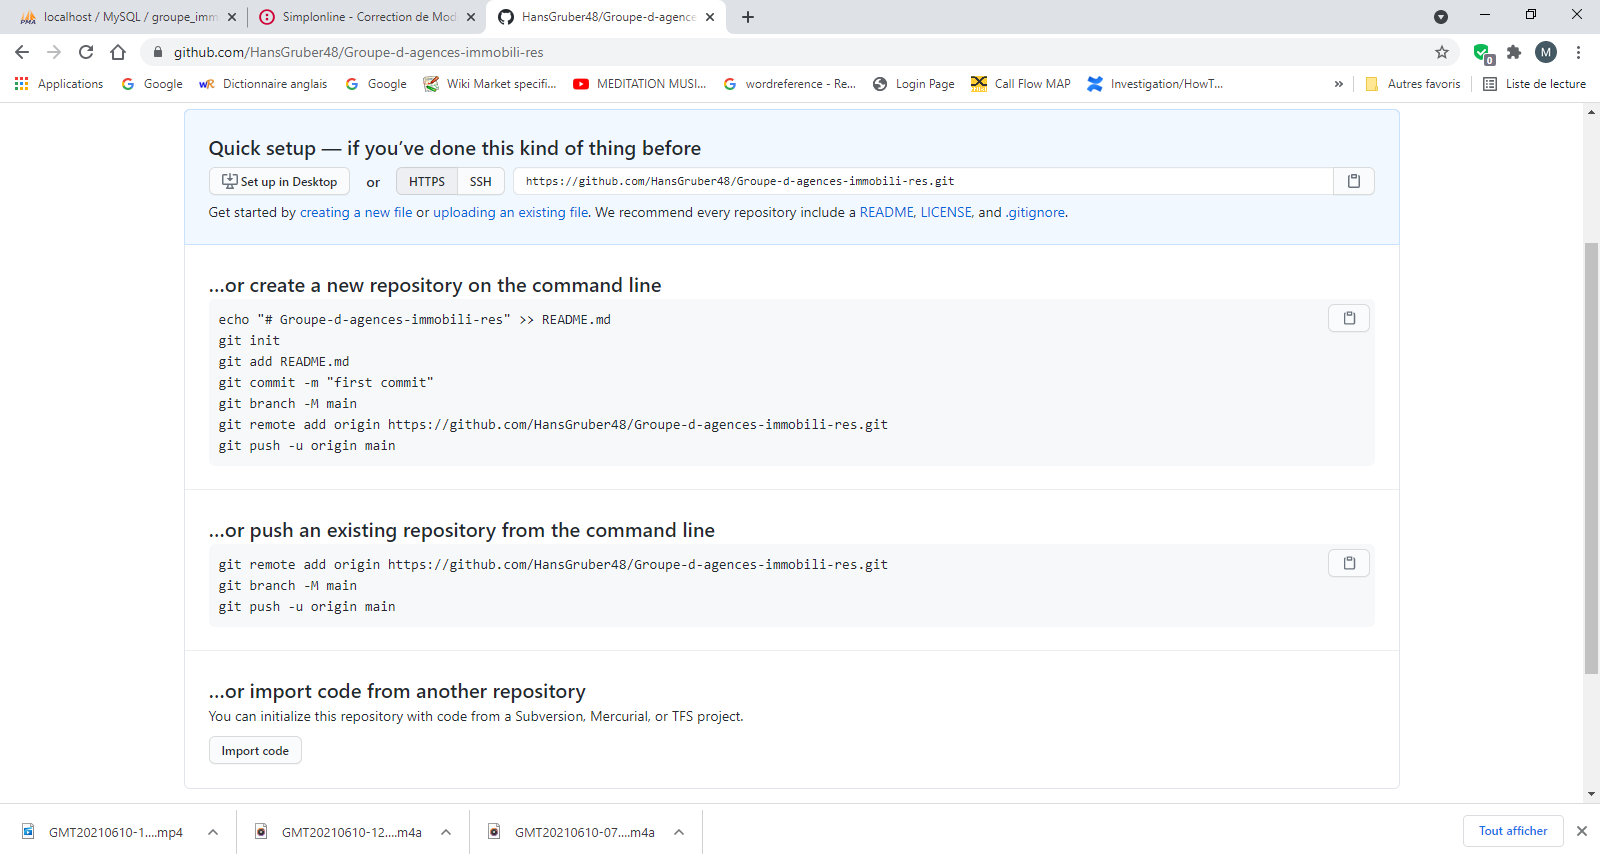 localhost / MySQL / groupe_imm
Simplonline - Correction de Mod
HansGruber48/Groupe-d-agence
github.com/HansGruber48/Groupe-d-agences-immobili-res
0
M
Applications
Google
wR Dictionnaire anglais
Google
Wiki Market specifi...
MEDITATION MUSI...
wordreference - Re...
Login Page
Call Flow MAP
Investigation/HowT...
»
Autres favoris
Liste de lecture
Quick setup — if you’ve done this kind of thing before
Set up in Desktop or HTTPS SSH https://github.com/HansGruber48/Groupe-d-agences-immobili-res.git
Get started by creating a new file or uploading an existing file. We recommend every repository include a README, LICENSE, and .gitignore.
…or create a new repository on the command line
echo "# Groupe-d-agences-immobili-res" >> README.md
git init
git add README.md
git commit -m "first commit"
git branch -M main
git remote add origin https://github.com/HansGruber48/Groupe-d-agences-immobili-res.git
git push -u origin main
…or push an existing repository from the command line
git remote add origin https://github.com/HansGruber48/Groupe-d-agences-immobili-res.git
git branch -M main
git push -u origin main
…or import code from another repository
You can initialize this repository with code from a Subversion, Mercurial, or TFS project.
Import code
GMT20210610-1....mp4
GMT20210610-12....m4a
GMT20210610-07....m4a
Tout afficher